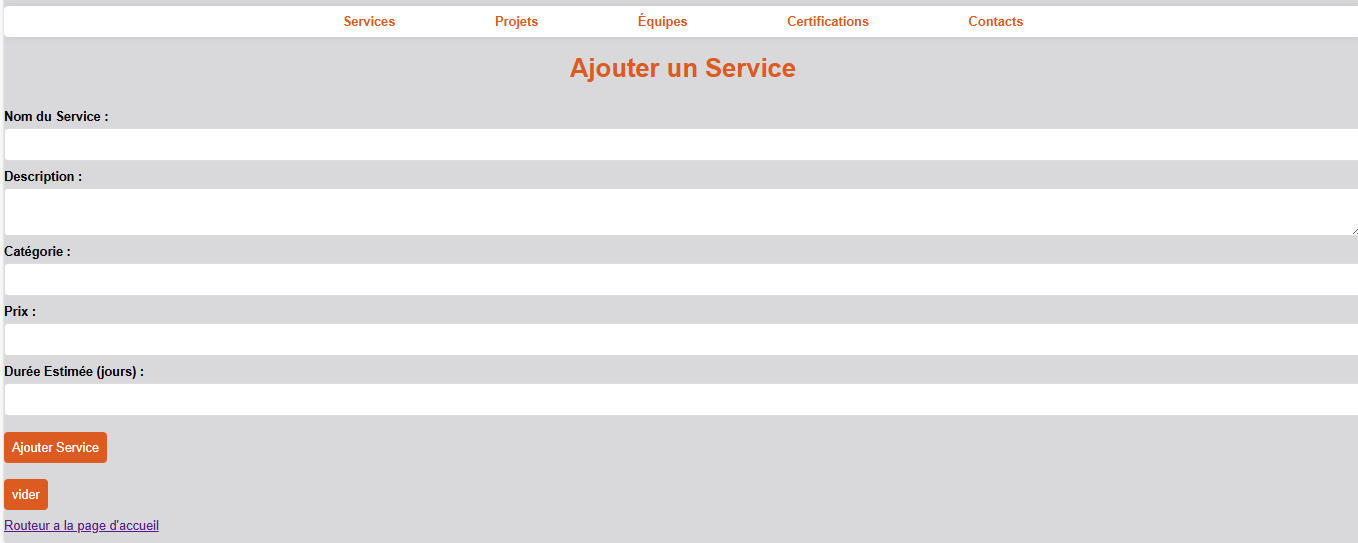 Services Projets Équipes Certifications Contacts
Ajouter un Service
Nom du Service :
Description :
Catégorie :
Prix :
Durée Estimée (jours) :
Ajouter Service
vider
Routeur a la page d'accueil